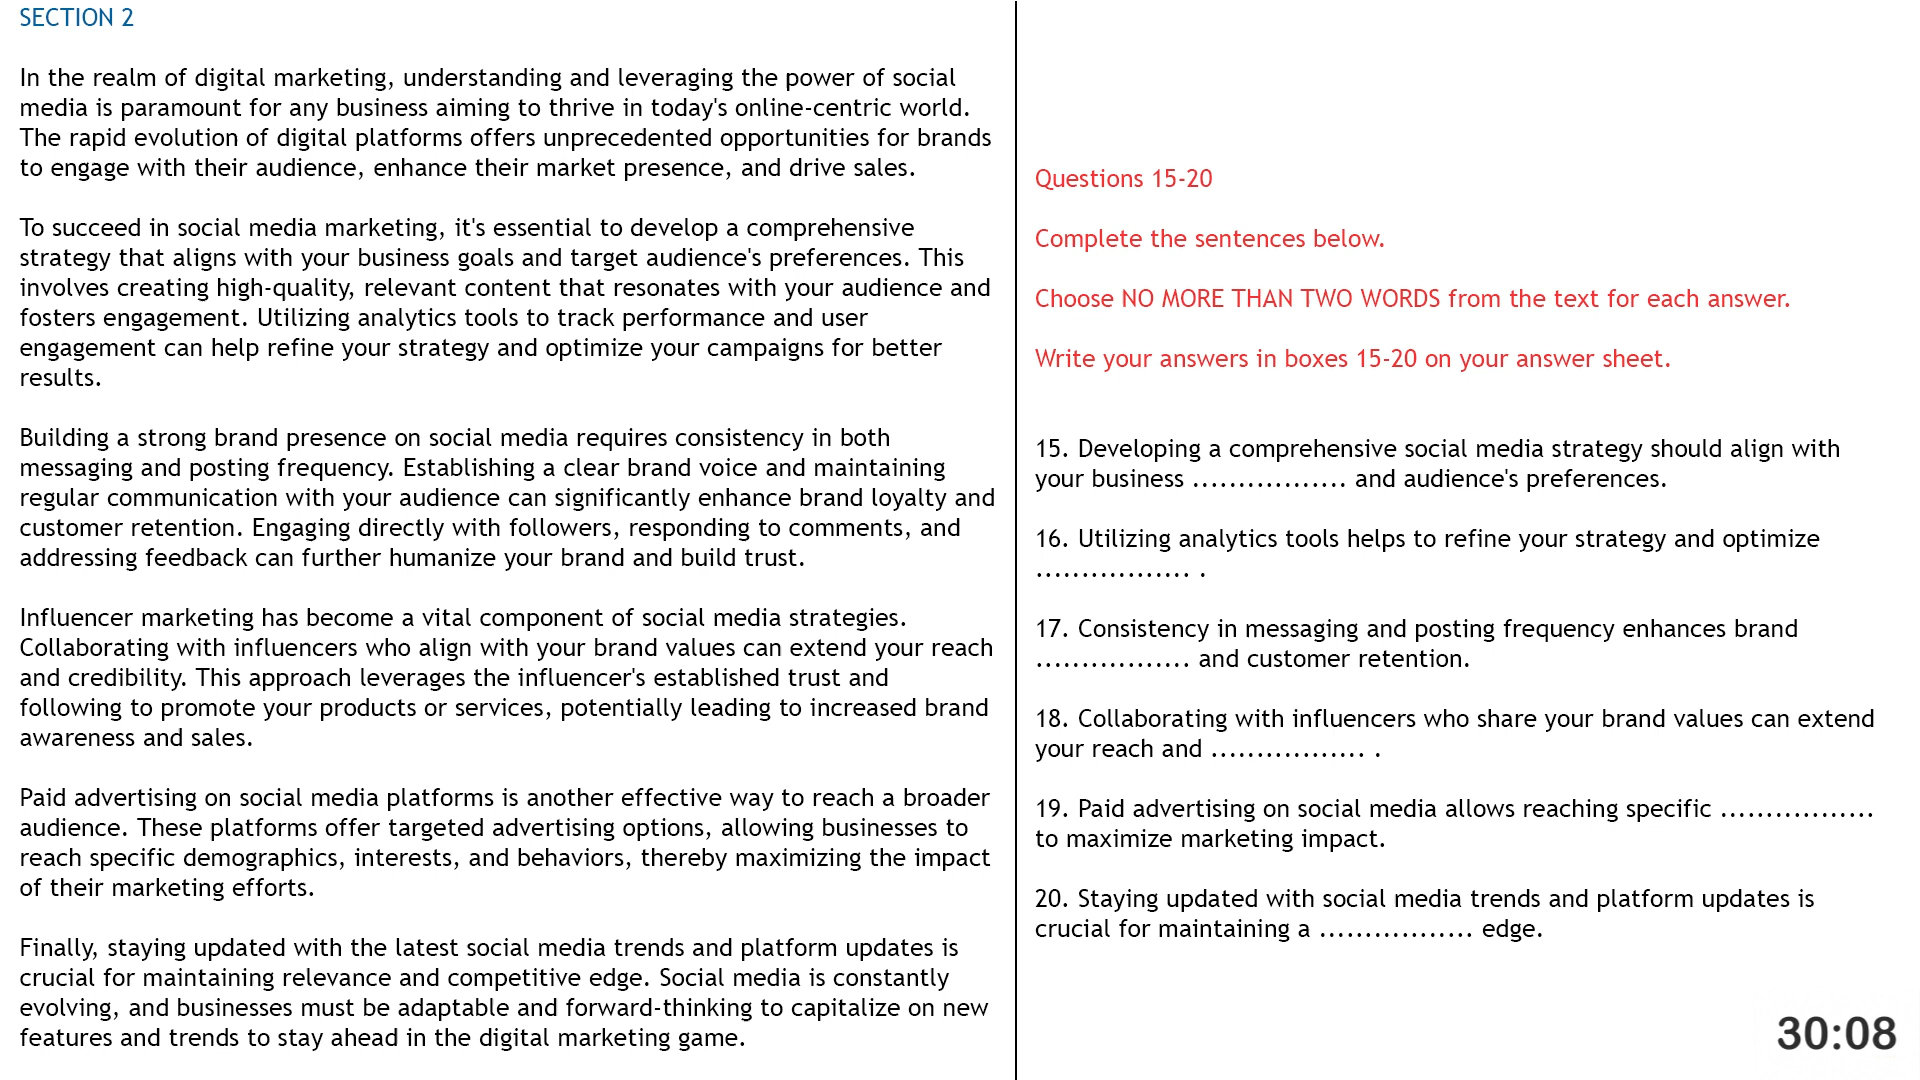 SECTION 2
In the realm of digital marketing, understanding and leveraging the power of social
media is paramount for any business aiming to thrive in today's online-centric world.
The rapid evolution of digital platforms offers unprecedented opportunities for brands
to engage with their audience, enhance their market presence, and drive sales.
To succeed in social media marketing, it's essential to develop a comprehensive
strategy that aligns with your business goals and target audience's preferences. This
involves creating high-quality, relevant content that resonates with your audience and
fosters engagement. Utilizing analytics tools to track performance and user
engagement can help refine your strategy and optimize your campaigns for better
results.
Building a strong brand presence on social media requires consistency in both
messaging and posting frequency. Establishing a clear brand voice and maintaining
regular communication with your audience can significantly enhance brand loyalty and
customer retention. Engaging directly with followers, responding to comments, and
addressing feedback can further humanize your brand and build trust.
Influencer marketing has become a vital component of social media strategies.
Collaborating with influencers who align with your brand values can extend your reach
and credibility. This approach leverages the influencer's established trust and
following to promote your products or services, potentially leading to increased brand
awareness and sales.
Paid advertising on social media platforms is another effective way to reach a broader
audience. These platforms offer targeted advertising options, allowing businesses to
reach specific demographics, interests, and behaviors, thereby maximizing the impact
of their marketing efforts.
Finally, staying updated with the latest social media trends and platform updates is
crucial for maintaining relevance and competitive edge. Social media is constantly
evolving, and businesses must be adaptable and forward-thinking to capitalize on new
features and trends to stay ahead in the digital marketing game.
Questions 15-20
Complete the sentences below.
Choose NO MORE THAN TWO WORDS from the text for each answer.
Write your answers in boxes 15-20 on your answer sheet.
15. Developing a comprehensive social media strategy should align with
your business ................. and audience's preferences.
16. Utilizing analytics tools helps to refine your strategy and optimize
................. .
17. Consistency in messaging and posting frequency enhances brand
................. and customer retention.
18. Collaborating with influencers who share your brand values can extend
your reach and ................. .
19. Paid advertising on social media allows reaching specific .................
to maximize marketing impact.
20. Staying updated with social media trends and platform updates is
crucial for maintaining a ................. edge.
30:08